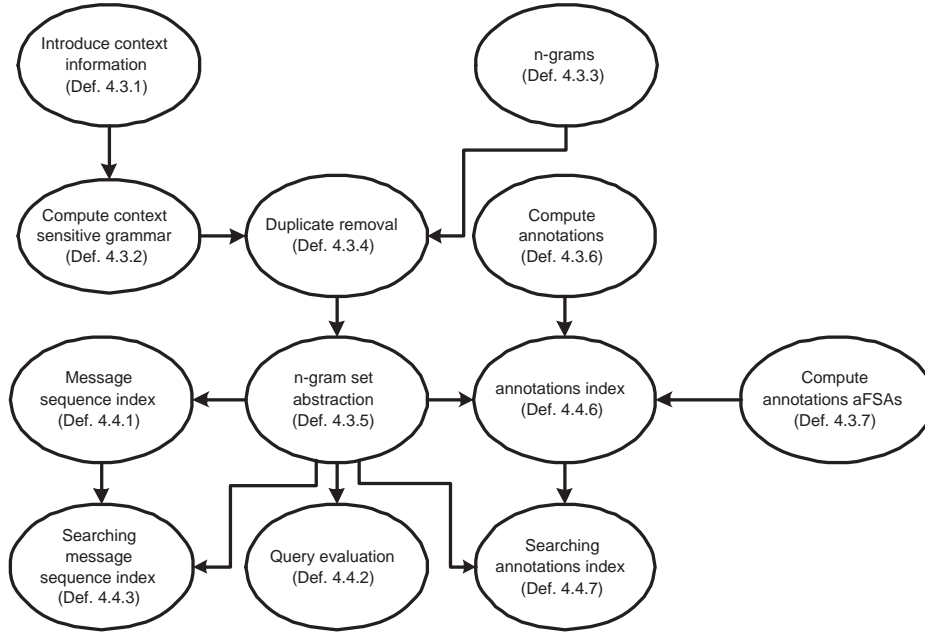 Introduce context
information
(Def. 4.3.1)
n-grams
(Def. 4.3.3)
Compute context
sensitive grammar
(Def. 4.3.2)
Duplicate removal
(Def. 4.3.4)
Compute
annotations
(Def. 4.3.6)
Message
sequence index
(Def. 4.4.1)
n-gram set
abstraction
(Def. 4.3.5)
annotations index
(Def. 4.4.6)
Compute
annotations aFSAs
(Def. 4.3.7)
Searching
message
sequence index
(Def. 4.4.3)
Query evaluation
(Def. 4.4.2)
Searching
annotations index
(Def. 4.4.7)